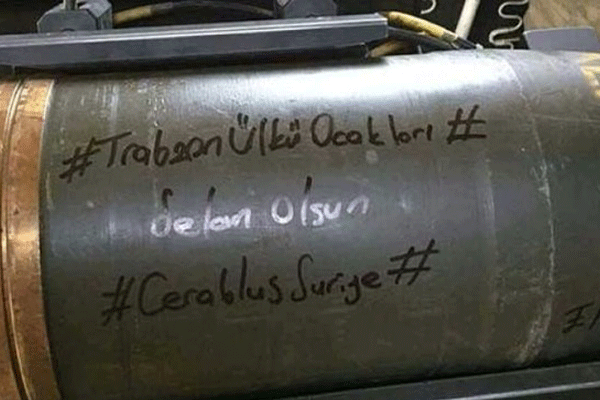 #Trabzon Ülkü Ocakları#
Selam Olsun
#Cerablus Suriye#